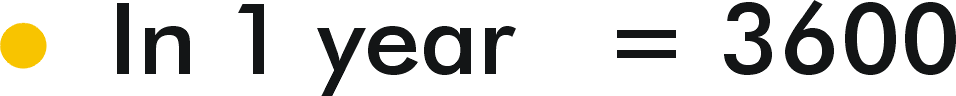 In 1 year = 3600